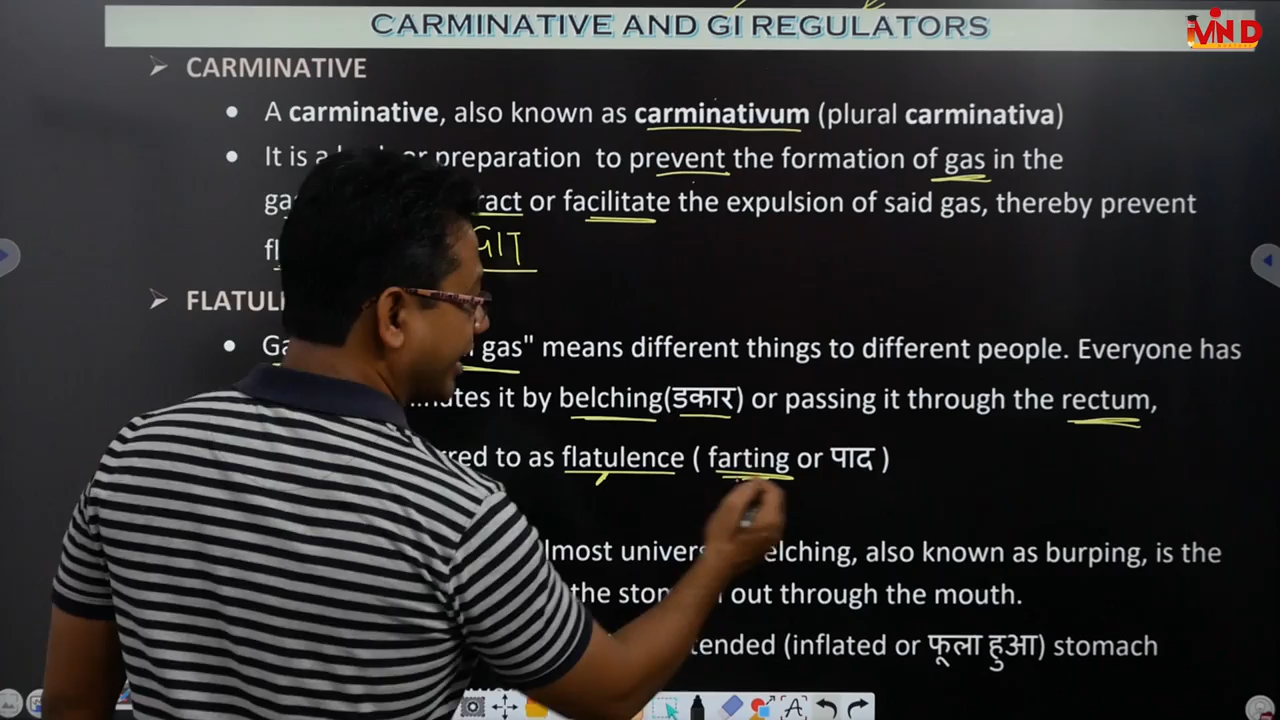 CARMINATIVE AND GI REGULATORS
MIND
CARMINATIVE
A carminative, also known as carminativum (plural carminativa)
It is a or preparation to prevent the formation of gas in the
ract or facilitate the expulsion of said gas, thereby prevent
GIT
FLATUL
gas" means different things to different people. Everyone has
it by belching(डकार) or passing it through the rectum,
red to as flatulence ( farting or पाद )
lmost univers elching, also known as burping, is the
the stom out through the mouth.
tended (inflated or फूला हुआ) stomach